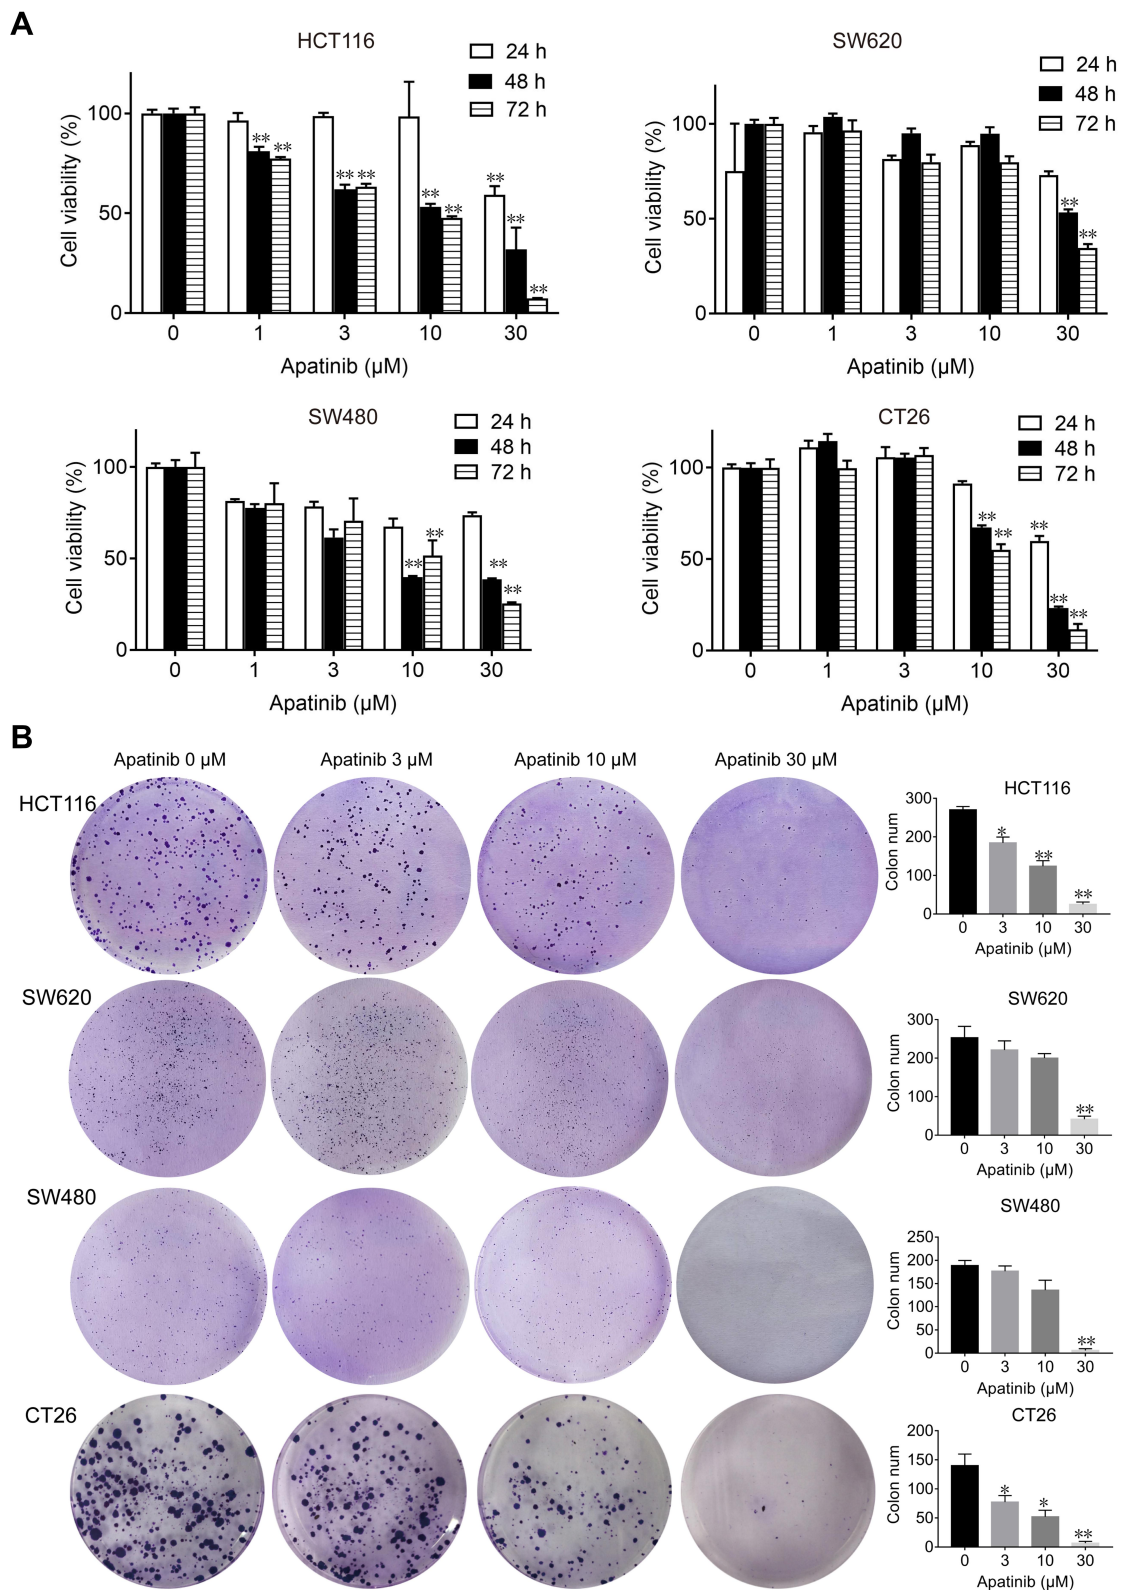 A
HCT116
24 h
48 h
72 h
Cell viability (%)
100
50
0
** ** ** ** ** ** ** ** **
0 1 3 10 30
Apatinib (µM)
SW620
24 h
48 h
72 h
Cell viability (%)
100
50
0
** **
0 1 3 10 30
Apatinib (µM)
SW480
24 h
48 h
72 h
Cell viability (%)
100
50
0
** ** ** **
0 1 3 10 30
Apatinib (µM)
CT26
24 h
48 h
72 h
Cell viability (%)
100
50
0
** ** ** ** **
0 1 3 10 30
Apatinib (µM)
B
Apatinib 0 µM Apatinib 3 µM Apatinib 10 µM Apatinib 30 µM
HCT116
HCT116
Colon num
300
200
100
0
* ** **
0 3 10 30
Apatinib (µM)
SW620
SW620
Colon num
300
200
100
0
**
0 3 10 30
Apatinib (µM)
SW480
SW480
Colon num
250
200
150
100
50
0
**
0 3 10 30
Apatinib (µM)
CT26
CT26
Colon num
200
150
100
50
0
* * **
0 3 10 30
Apatinib (µM)